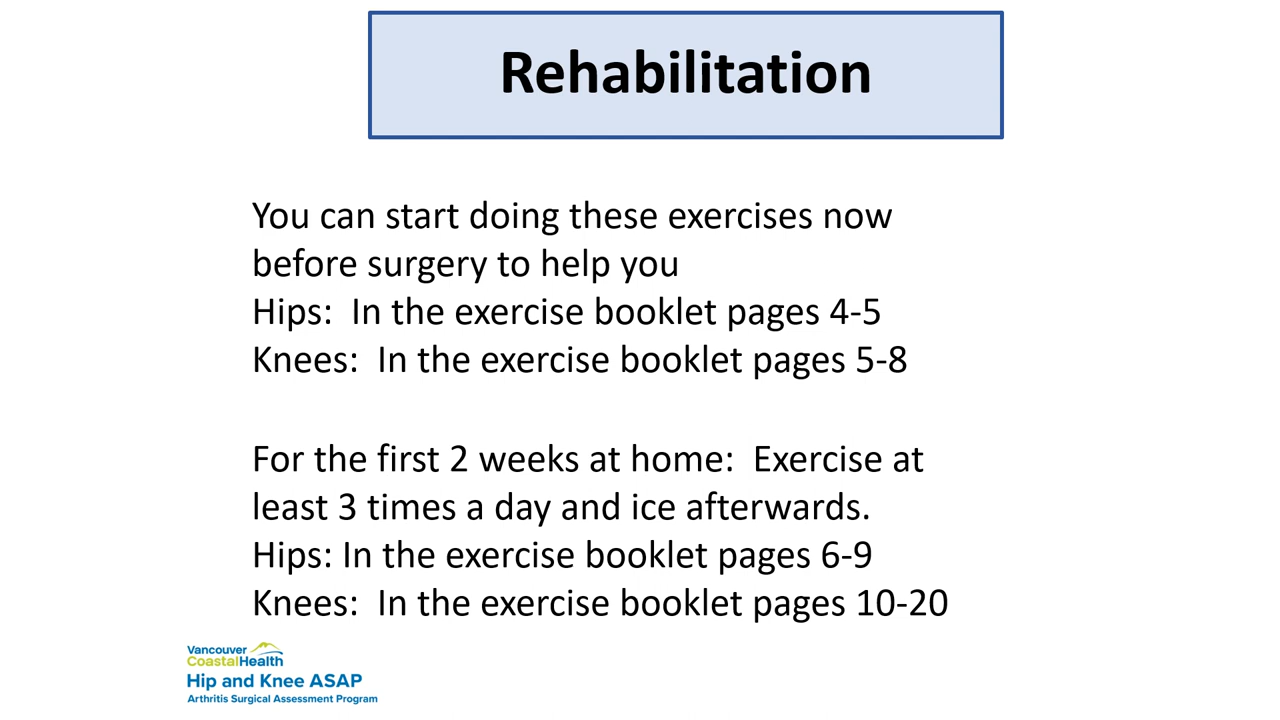 Rehabilitation
You can start doing these exercises now
before surgery to help you
Hips:  In the exercise booklet pages 4-5
Knees:  In the exercise booklet pages 5-8
For the first 2 weeks at home:  Exercise at
least 3 times a day and ice afterwards.
Hips: In the exercise booklet pages 6-9
Knees:  In the exercise booklet pages 10-20
Vancouver
CoastalHealth
Hip and Knee ASAP
Arthritis Surgical Assessment Program